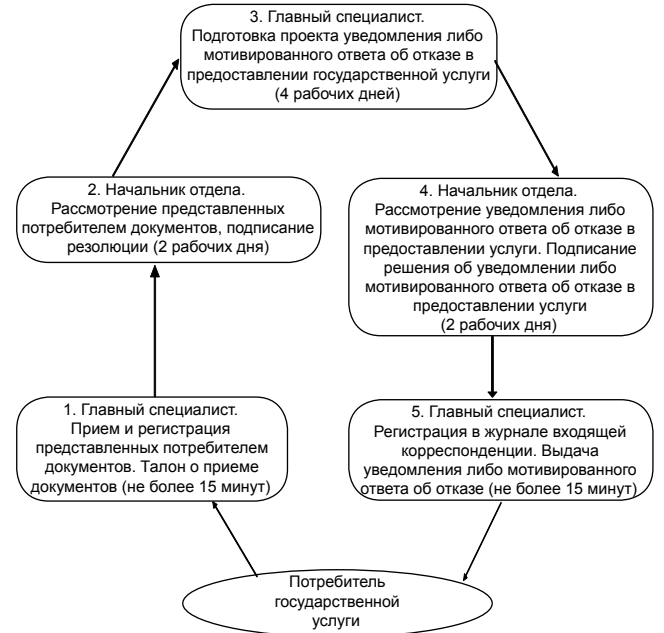 3. Главный специалист.
Подготовка проекта уведомления либо
мотивированного ответа об отказе в
предоставлении государственной услуги
(4 рабочих дней)
2. Начальник отдела.
Рассмотрение представленных
потребителем документов, подписание
резолюции (2 рабочих дня)
4. Начальник отдела.
Рассмотрение уведомления либо
мотивированного ответа об отказе в
предоставлении услуги. Подписание
решения об уведомлении либо
мотивированного ответа об отказе в
предоставлении услуги
(2 рабочих дня)
1. Главный специалист.
Прием и регистрация
представленных потребителем
документов. Талон о приеме
документов (не более 15 минут)
5. Главный специалист.
Регистрация в журнале входящей
корреспонденции. Выдача
уведомления либо мотивированного
ответа об отказе (не более 15 минут)
Потребитель
государственной
услуги